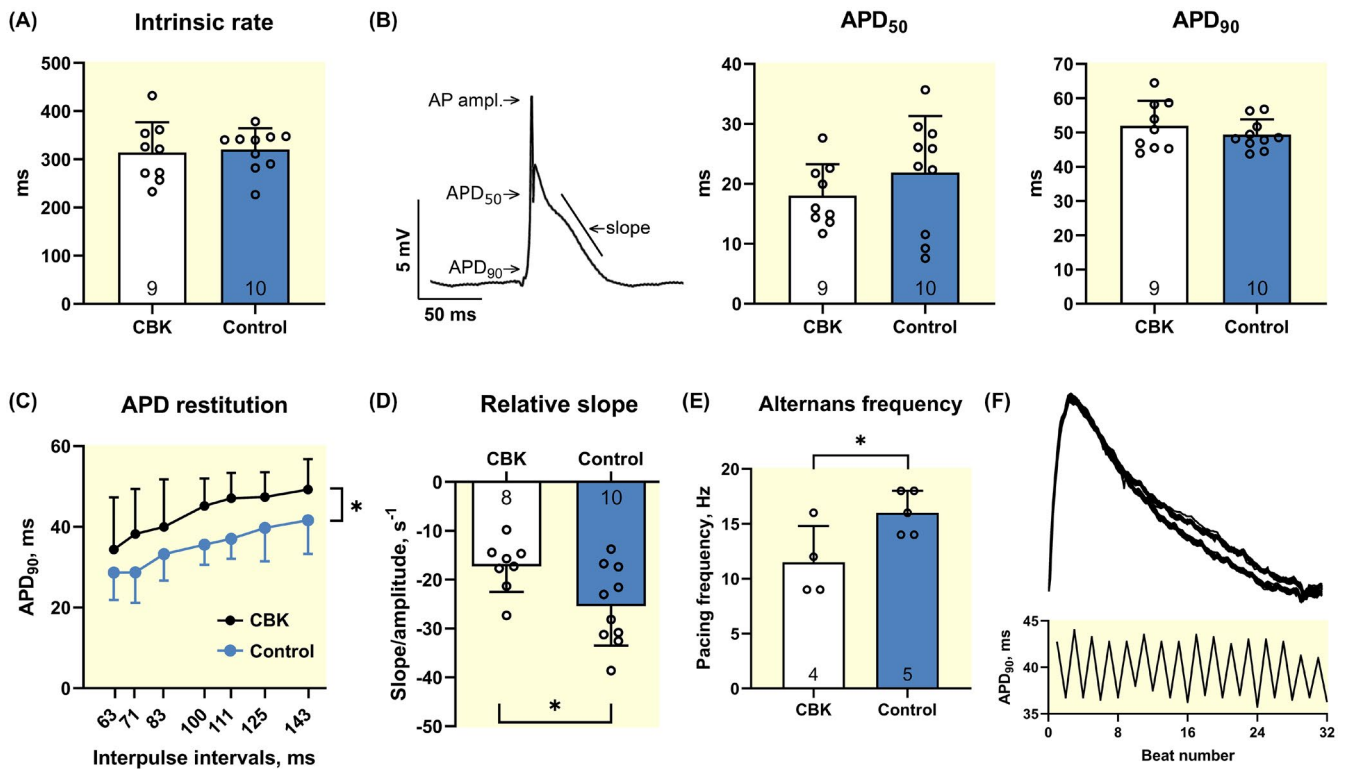 (A) Intrinsic rate
500
400
300
200
100
0
ms
9
10
CBK
Control
(B)
AP ampl.→
APD50→
←slope
APD90→
5 mV
50 ms
APD50
40
30
20
10
0
ms
9
10
CBK
Control
APD90
70
60
50
40
30
20
10
0
ms
9
10
CBK
Control
(C) APD restitution
60
40
20
0
APD90, ms
*
CBK
Control
63 71 83 100 111 125 143
Interpulse intervals, ms
(D) Relative slope
CBK
Control
0
-10
-20
-30
-40
-50
Slope/amplitude, s-1
8
10
*
(E) Alternans frequency
*
20
15
10
5
0
Pacing frequency, Hz
4
5
CBK
Control
(F)
45
40
35
APD90, ms
0 8 16 24 32
Beat number